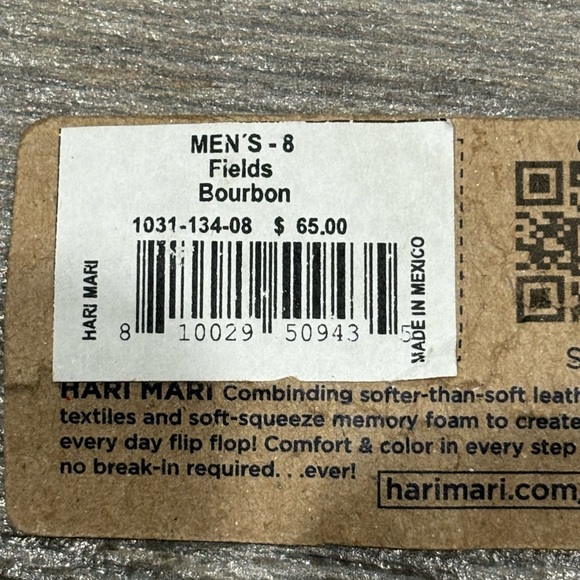 MEN´S - 8
Fields
Bourbon
1031-134-08 $ 65.00
HARI MARI
MADE IN MEXICO
8 10029 50943 5
HARI MARI Combinding softer-than-soft leath
textiles and soft-squeeze memory foam to create
every day flip flop! Comfort & color in every step
no break-in required. . .ever!
harimari.com